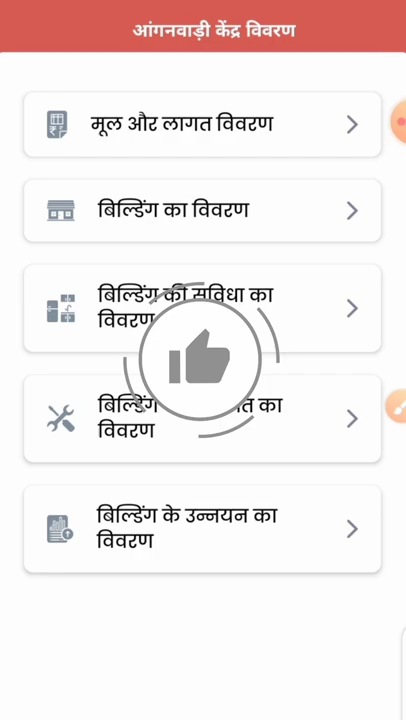 आंगनवाड़ी केंद्र विवरण
मूल और लागत विवरण
बिल्डिंग का विवरण
बिल्डिंग की सुविधा का
विवरण
बिल्डिंग का
विवरण
बिल्डिंग के उन्नयन का
विवरण